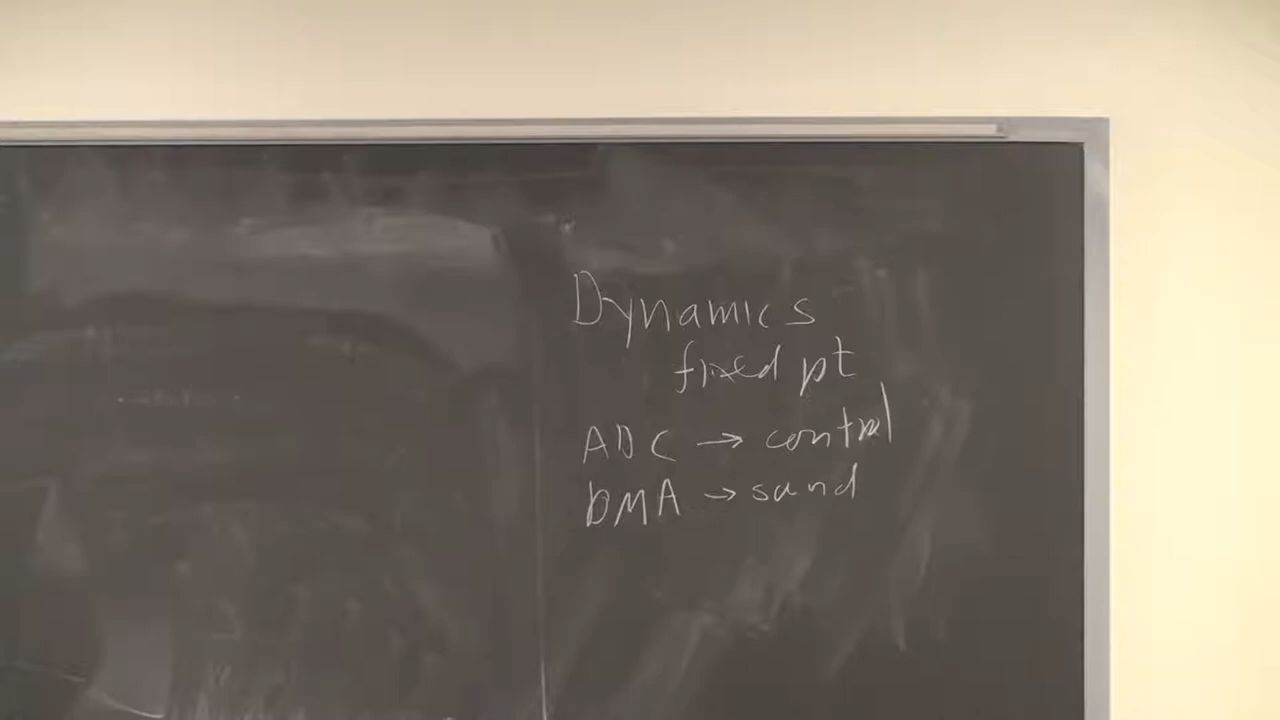 Dynamics
fixed pt
ADC → control
DMA → sound